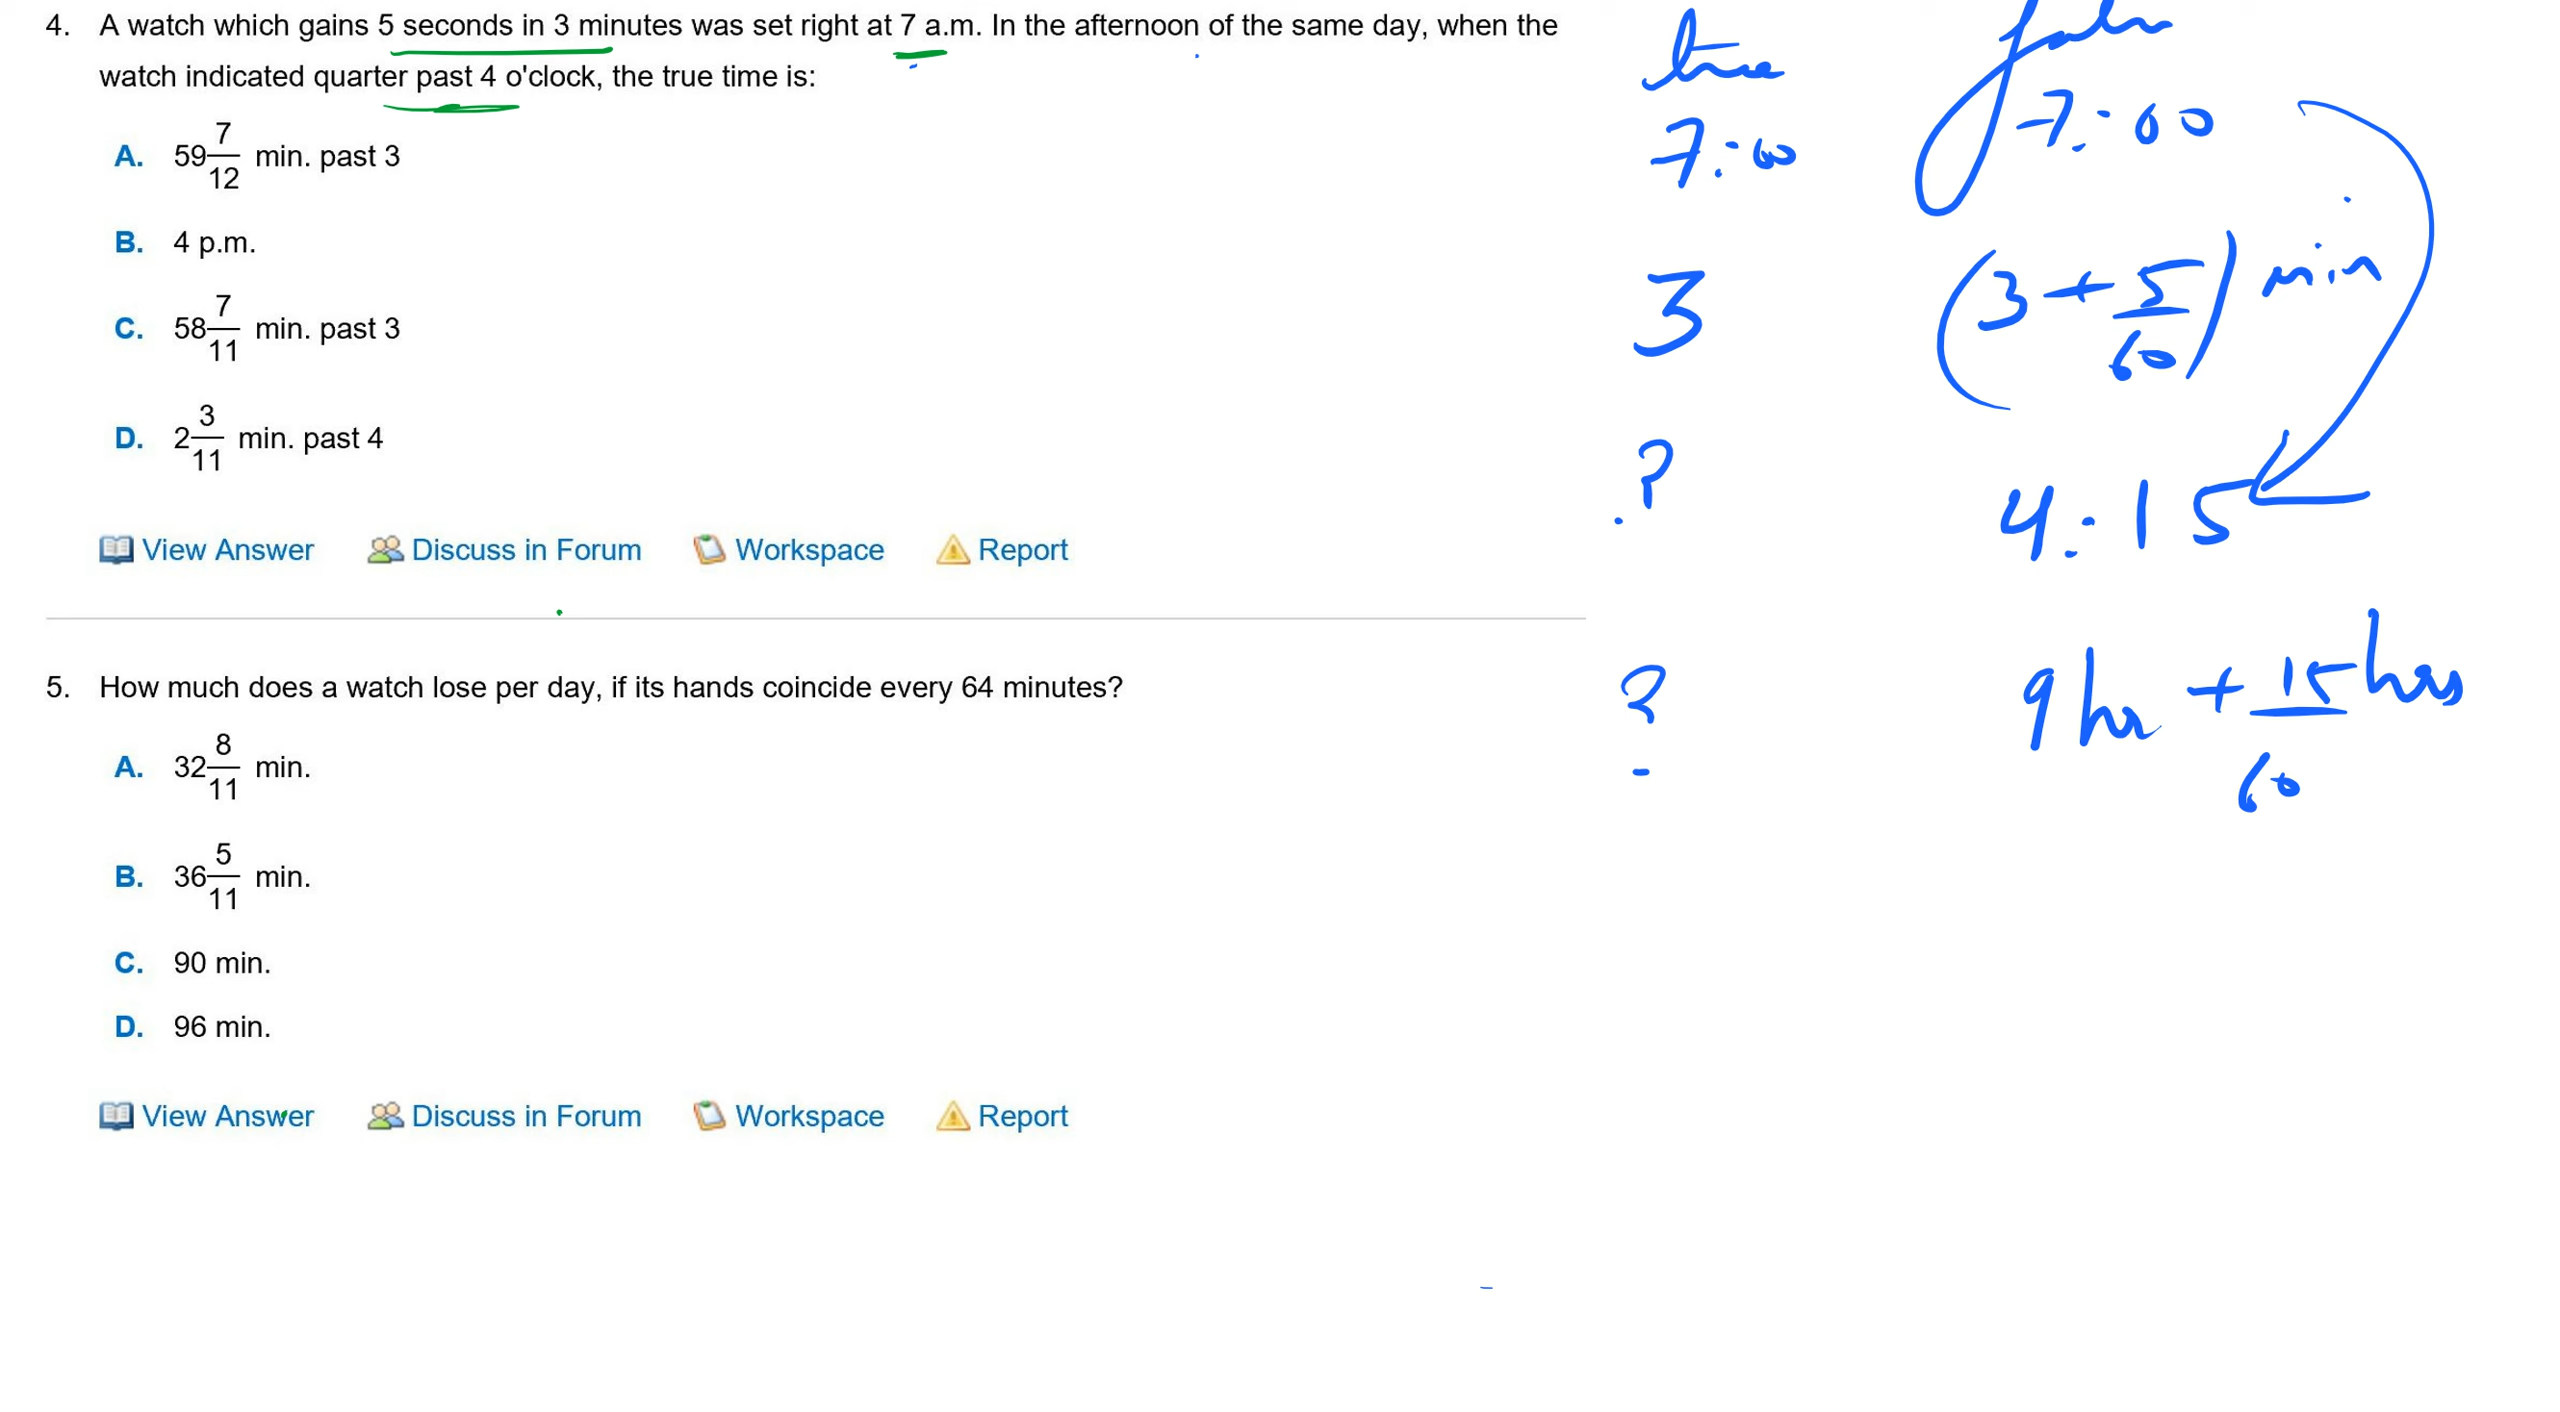 4. A watch which gains 5 seconds in 3 minutes was set right at 7 a.m. In the afternoon of the same day, when the
watch indicated quarter past 4 o'clock, the true time is:
A. 59 7/12 min. past 3
B. 4 p.m.
C. 58 7/11 min. past 3
D. 2 3/11 min. past 4
View Answer Discuss in Forum Workspace Report
5. How much does a watch lose per day, if its hands coincide every 64 minutes?
A. 32 8/11 min.
B. 36 5/11 min.
C. 90 min.
D. 96 min.
View Answer Discuss in Forum Workspace Report
true
7:00 7:00
3 (3 + 5/60) min
? 4:15
? 9 hr + 15/60 hrs